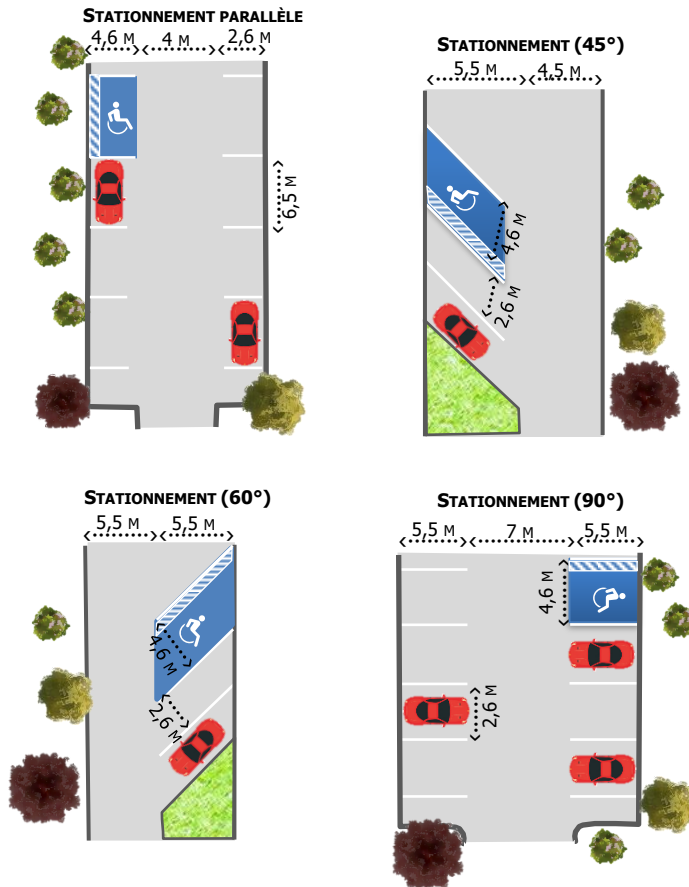 STATIONNEMENT PARALLÈLE
4,6 M 4 M 2,6 M
6,5 M
STATIONNEMENT (45°)
5,5 M 4,5 M
4,6 M
2,6 M
STATIONNEMENT (60°)
5,5 M 5,5 M
4,6 M
2,6 M
STATIONNEMENT (90°)
5,5 M 7 M 5,5 M
4,6 M
2,6 M